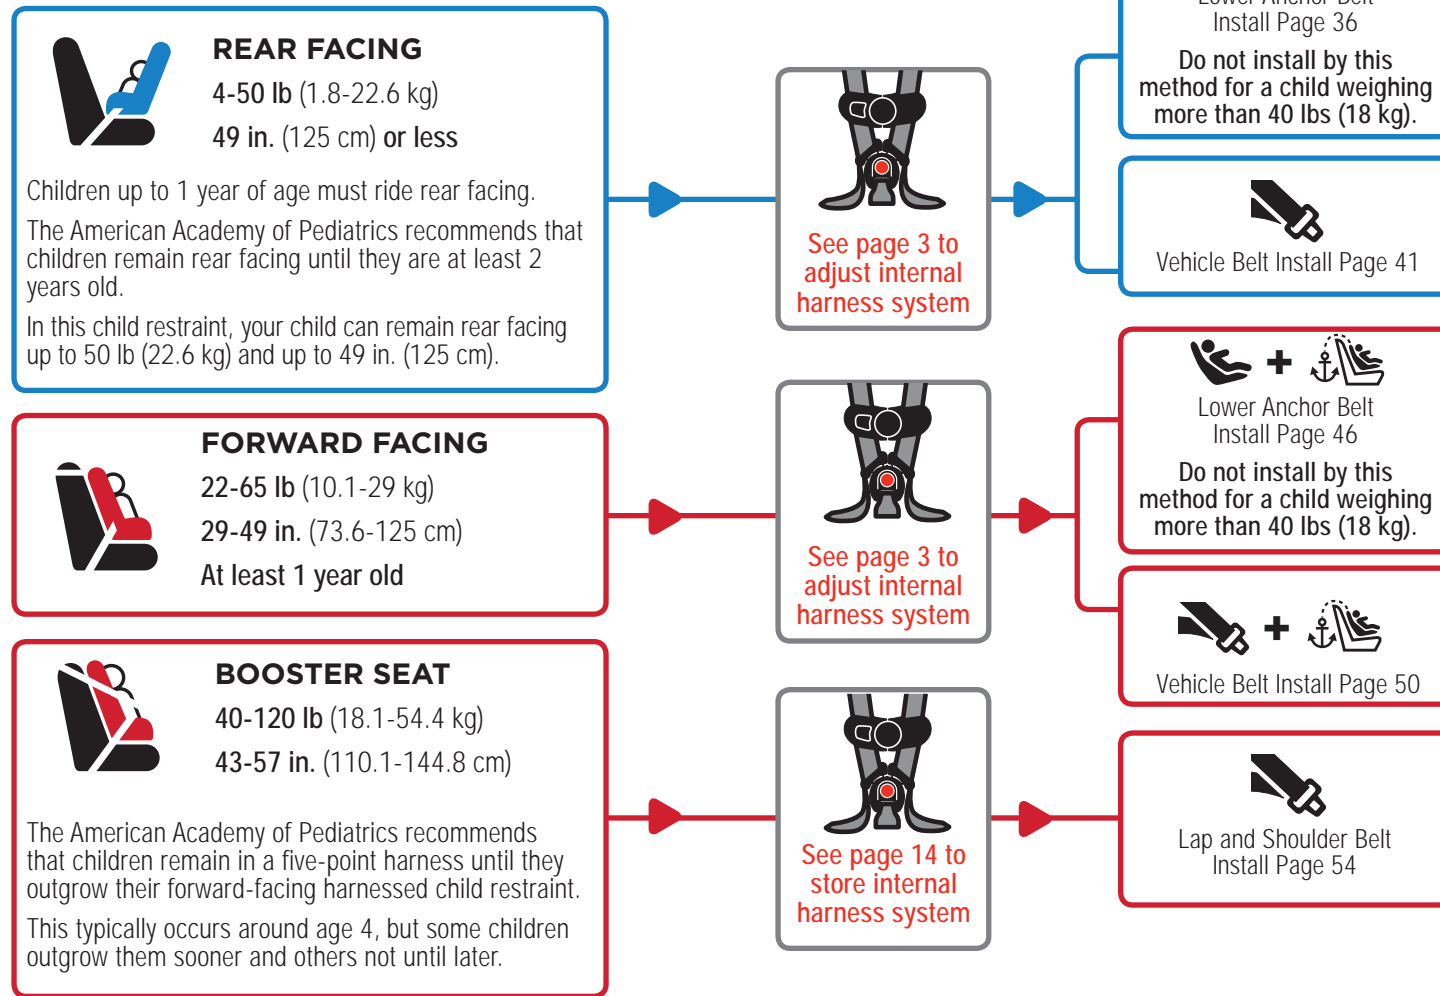 REAR FACING
4-50 lb (1.8-22.6 kg)
49 in. (125 cm) or less
Children up to 1 year of age must ride rear facing.
The American Academy of Pediatrics recommends that
children remain rear facing until they are at least 2
years old.
In this child restraint, your child can remain rear facing
up to 50 lb (22.6 kg) and up to 49 in. (125 cm).
See page 3 to
adjust internal
harness system
Lower Anchor Belt
Install Page 36
Do not install by this
method for a child weighing
more than 40 lbs (18 kg).
Vehicle Belt Install Page 41
FORWARD FACING
22-65 lb (10.1-29 kg)
29-49 in. (73.6-125 cm)
At least 1 year old
See page 3 to
adjust internal
harness system
Lower Anchor Belt
Install Page 46
Do not install by this
method for a child weighing
more than 40 lbs (18 kg).
Vehicle Belt Install Page 50
BOOSTER SEAT
40-120 lb (18.1-54.4 kg)
43-57 in. (110.1-144.8 cm)
The American Academy of Pediatrics recommends
that children remain in a five-point harness until they
outgrow their forward-facing harnessed child restraint.
This typically occurs around age 4, but some children
outgrow them sooner and others not until later.
See page 14 to
store internal
harness system
Lap and Shoulder Belt
Install Page 54